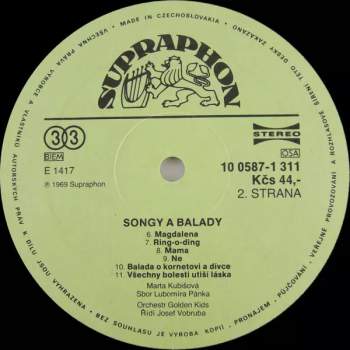 MADE IN CZECHOSLOVAKIA • VŠECHNA PRÁVA VÝROBCE A VLASTNÍKŮ AUTORSKÝCH PRÁV K DÍLU JSOU VYHRAZENA • BEZ SOUHLASU JE VÝROBA KOPIÍ • PRONÁJEM • PŮJČOVÁNÍ • VEŘEJNÉ PROVOZOVÁNÍ A ROZHLASOVÉ ŠÍŘENÍ TÉTO DESKY ZAKÁZÁNO
SUPRAPHON
33
BIEM
E 1417
℗ 1969 Supraphon
STEREO
OSA
10 0587-1 311
Kčs 44,-
2. STRANA
SONGY A BALADY
6. Magdalena
7. Ring-o-ding
8. Mama
9. Ne
10. Balada o kornetovi a dívce
11. Všechny bolesti utiší láska
Marta Kubišová
Sbor Lubomíra Pánka
Orchestr Golden Kids
Řídí Josef Vobruba